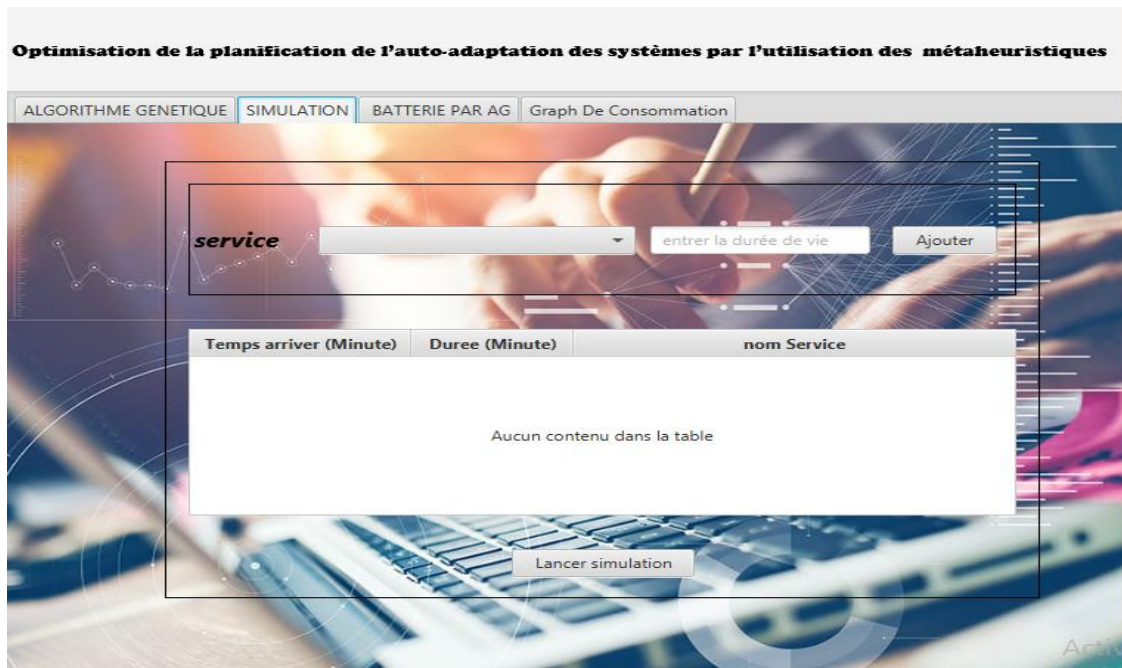 Optimisation de la planification de l'auto-adaptation des systèmes par l'utilisation des métaheuristiques
ALGORITHME GENETIQUE SIMULATION BATTERIE PAR AG Graph De Consommation
service entrer la durée de vie Ajouter
Temps arriver (Minute) Duree (Minute) nom Service
Aucun contenu dans la table
Lancer simulation